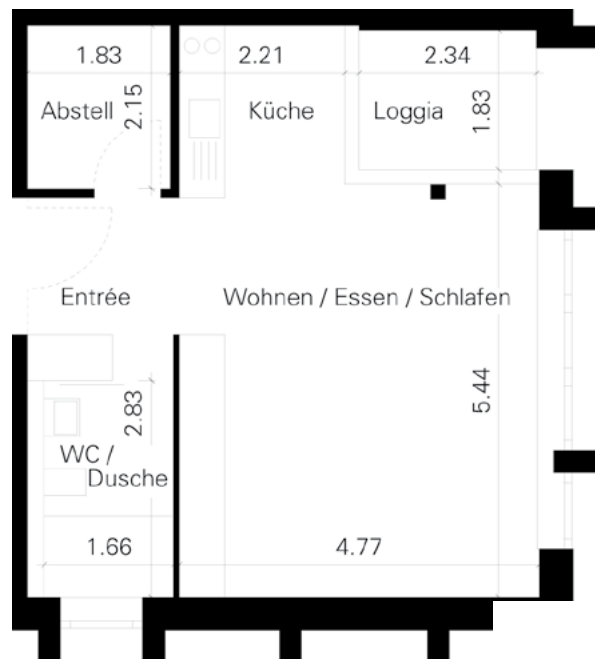 1.83
2.21
2.34
Abstell
2.15
Küche
Loggia
1.83
Entrée
Wohnen / Essen / Schlafen
2.83
5.44
WC /
Dusche
1.66
4.77